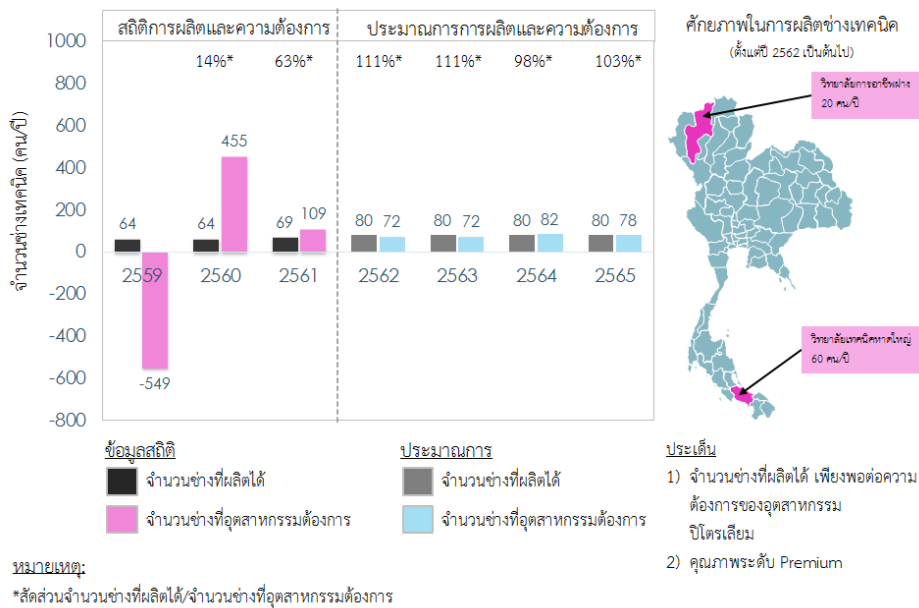 สถิติการผลิตและความต้องการ
ประมาณการการผลิตและความต้องการ
14%* 63%* 111%* 111%* 98%* 103%*
จำนวนช่างเทคนิค (คน/ปี)
1000
800
600
400
200
0
-200
-400
-600
-800
64 -549
64 455
69 109
80 72
80 72
80 82
80 78
2559 2560 2561 2562 2563 2564 2565
ศักยภาพในการผลิตช่างเทคนิค
(ตั้งแต่ปี 2562 เป็นต้นไป)
วิทยาลัยการอาชีพฝาง
20 คน/ปี
วิทยาลัยเทคนิคหาดใหญ่
60 คน/ปี
ข้อมูลสถิติ
จำนวนช่างที่ผลิตได้
จำนวนช่างที่อุตสาหกรรมต้องการ
ประมาณการ
จำนวนช่างที่ผลิตได้
จำนวนช่างที่อุตสาหกรรมต้องการ
ประเด็น
1) จำนวนช่างที่ผลิตได้ เพียงพอต่อความ
ต้องการของอุตสาหกรรม
ปิโตรเลียม
2) คุณภาพระดับ Premium
หมายเหตุ:
*สัดส่วนจำนวนช่างที่ผลิตได้/จำนวนช่างที่อุตสาหกรรมต้องการ